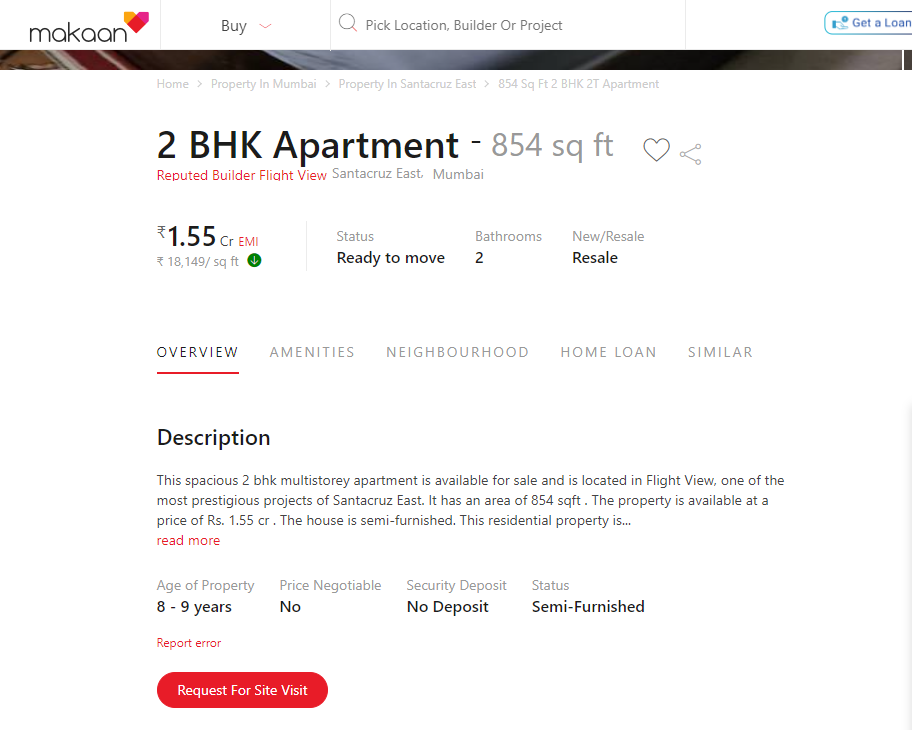 makaan
Buy
Pick Location, Builder Or Project
Get a Loan
Home > Property In Mumbai > Property In Santacruz East > 854 Sq Ft 2 BHK 2T Apartment
2 BHK Apartment - 854 sq ft
Reputed Builder Flight View Santacruz East, Mumbai
₹1.55 Cr EMI
₹ 18,149/ sq ft
Status
Ready to move
Bathrooms
2
New/Resale
Resale
OVERVIEW AMENITIES NEIGHBOURHOOD HOME LOAN SIMILAR
Description
This spacious 2 bhk multistorey apartment is available for sale and is located in Flight View, one of the
most prestigious projects of Santacruz East. It has an area of 854 sqft . The property is available at a
price of Rs. 1.55 cr . The house is semi-furnished. This residential property is...
read more
Age of Property
8 - 9 years
Price Negotiable
No
Security Deposit
No Deposit
Status
Semi-Furnished
Report error
Request For Site Visit